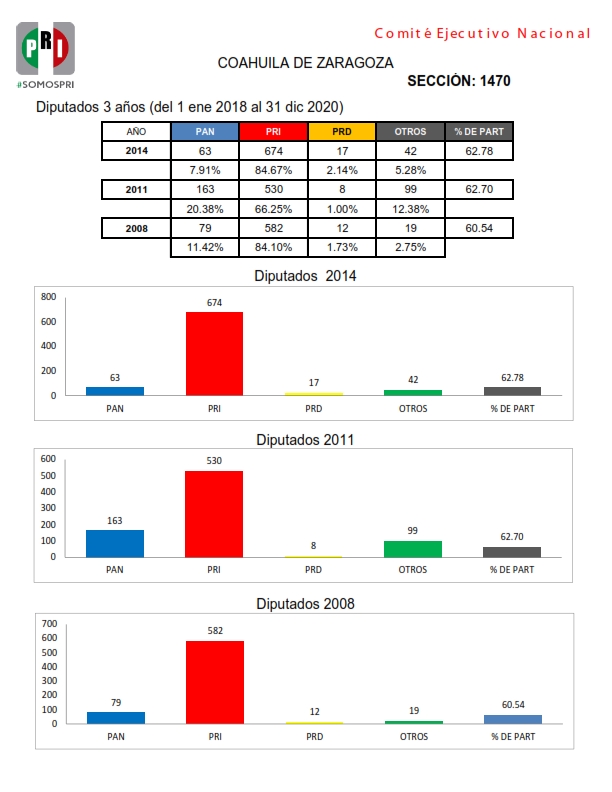 PRI
#SOMOSPRI
Comité Ejecutivo Nacional
COAHUILA DE ZARAGOZA
SECCIÓN: 1470
Diputados 3 años (del 1 ene 2018 al 31 dic 2020)
AÑO PAN PRI PRD OTROS % DE PART
2014 63 674 17 42 62.78
7.91% 84.67% 2.14% 5.28%
2011 163 530 8 99 62.70
20.38% 66.25% 1.00% 12.38%
2008 79 582 12 19 60.54
11.42% 84.10% 1.73% 2.75%
Diputados 2014
800
600
400
200
0
63 674 17 42 62.78
PAN PRI PRD OTROS % DE PART
Diputados 2011
600
500
400
300
200
100
0
163 530 8 99 62.70
PAN PRI PRD OTROS % DE PART
Diputados 2008
700
600
500
400
300
200
100
0
79 582 12 19 60.54
PAN PRI PRD OTROS % DE PART